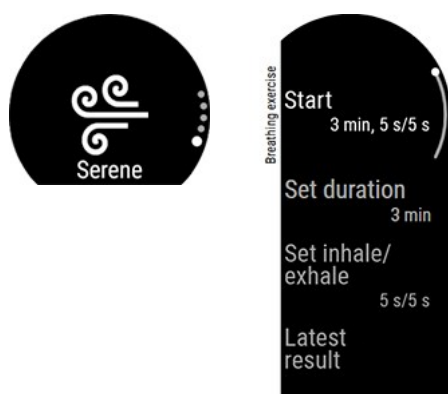 Serene
Breathing exercise
Start
3 min, 5 s/5 s
Set duration
3 min
Set inhale/
exhale
5 s/5 s
Latest
result